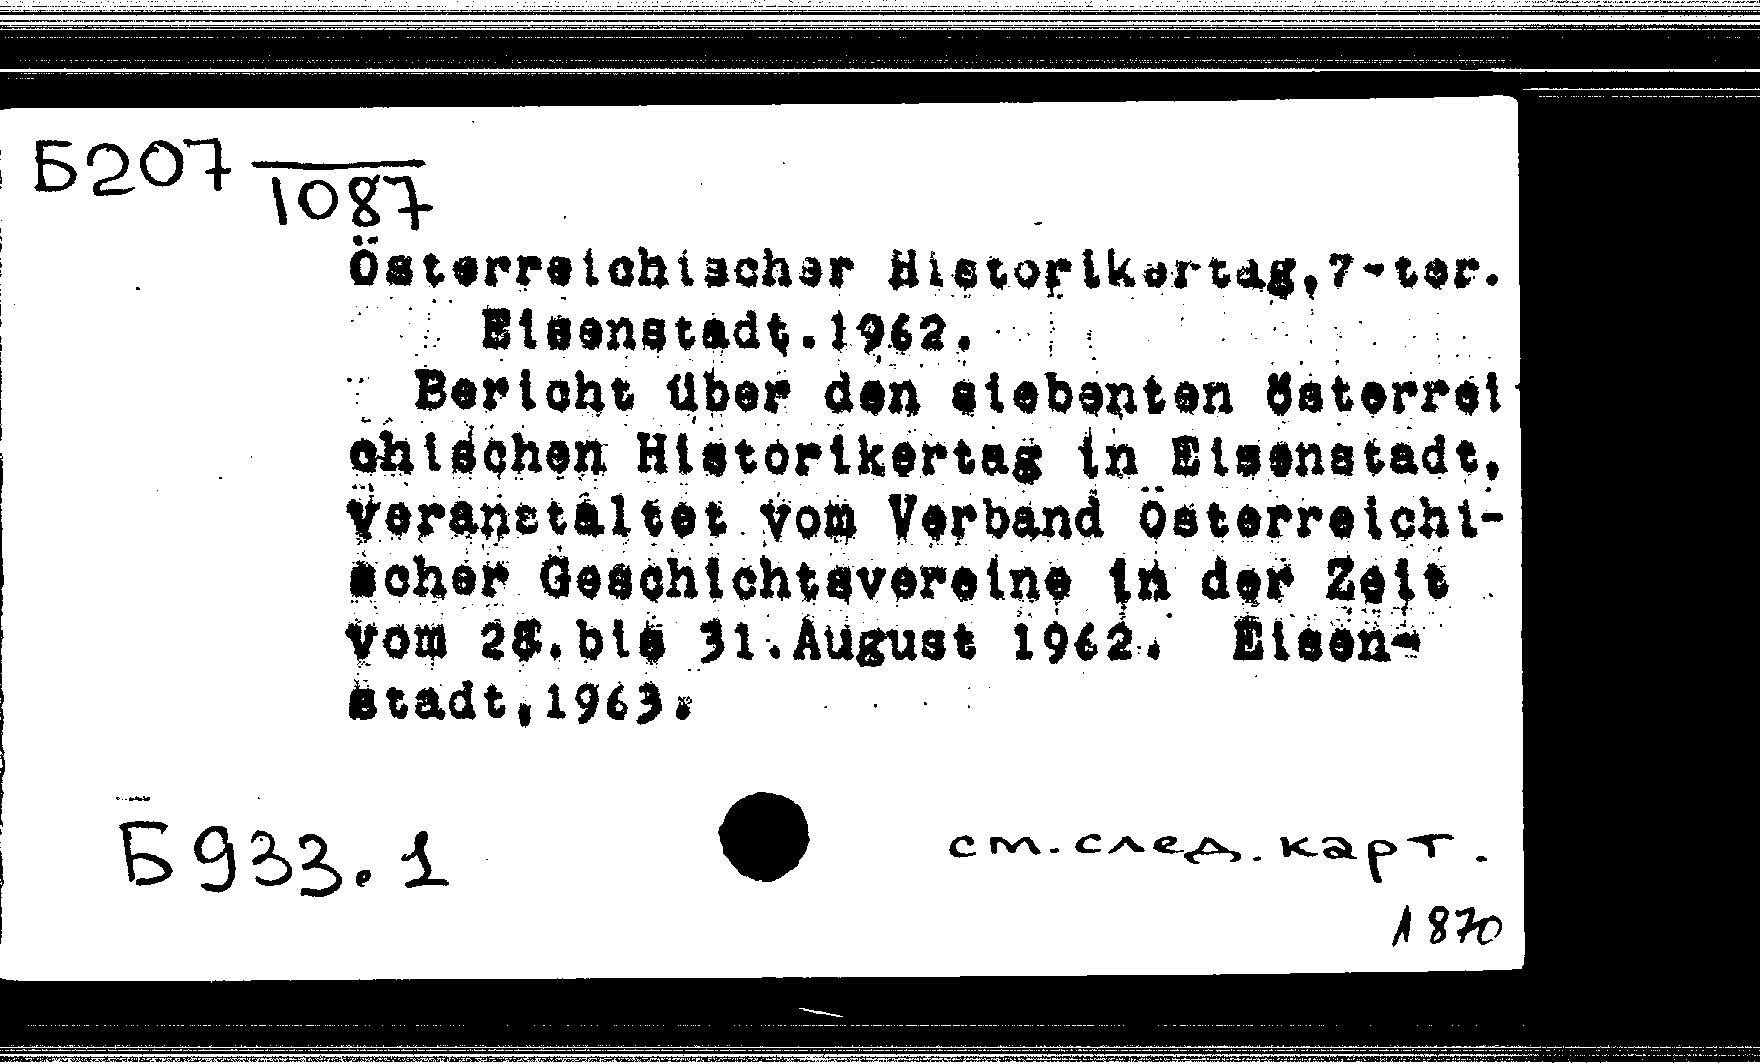 Б207 1087
Österreichischer Historikertag,7-ter.
Eisenstadt.1962.
Bericht über den siebenten österrei
chischen Historikertag in Eisenstadt,
veranstaltet vom Verband Österreichi-
scher Geschichtsvereine in der Zeit
vom 28.bis 31.August 1962. Eisen-
stadt,1963.
Б933.1
см.след.карт.
1870